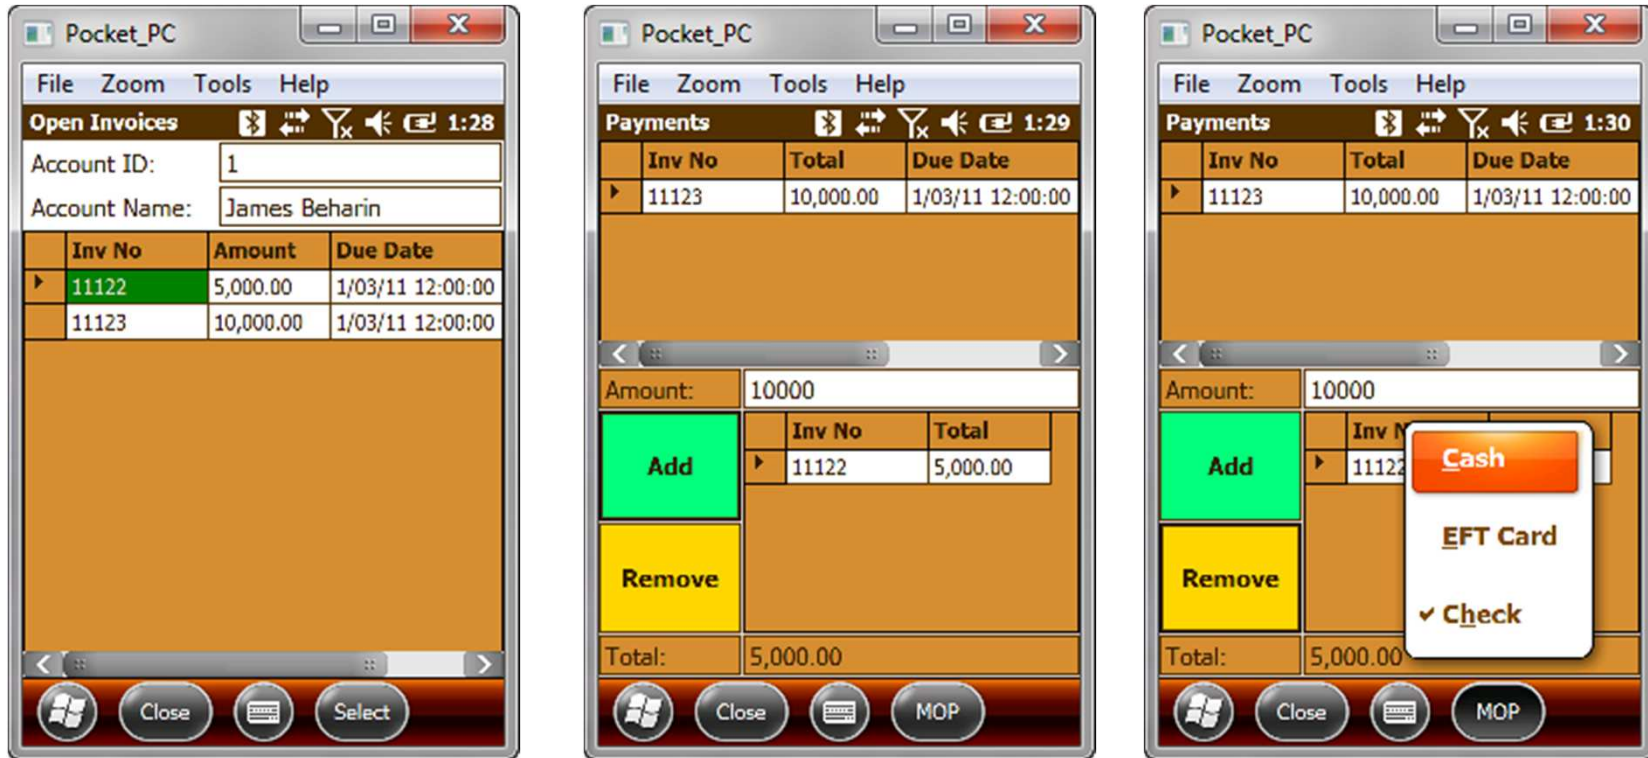 Pocket_PC
File Zoom Tools Help
Open Invoices 1:28
Account ID: 1
Account Name: James Beharin
Inv No Amount Due Date
11122 5,000.00 1/03/11 12:00:00
11123 10,000.00 1/03/11 12:00:00
Close Select
Pocket_PC
File Zoom Tools Help
Payments 1:29
Inv No Total Due Date
11123 10,000.00 1/03/11 12:00:00
Amount: 10000
Add
Inv No Total
11122 5,000.00
Remove
Total: 5,000.00
Close MOP
Pocket_PC
File Zoom Tools Help
Payments 1:30
Inv No Total Due Date
11123 10,000.00 1/03/11 12:00:00
Amount: 10000
Add
Inv N
11122
Cash
EFT Card
Check
Remove
Total: 5,000.00
Close MOP